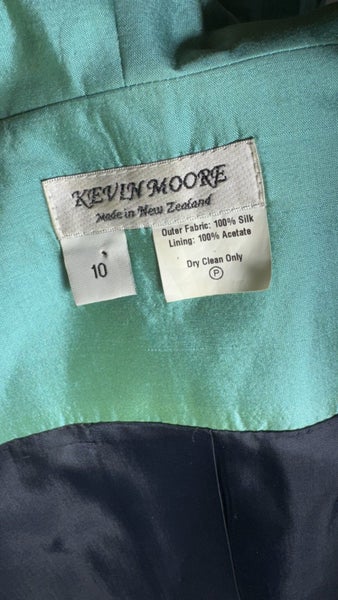 KEVIN MOORE
Made in New Zealand
10
Outer Fabric: 100% Silk
Lining: 100% Acetate
Dry Clean Only
P